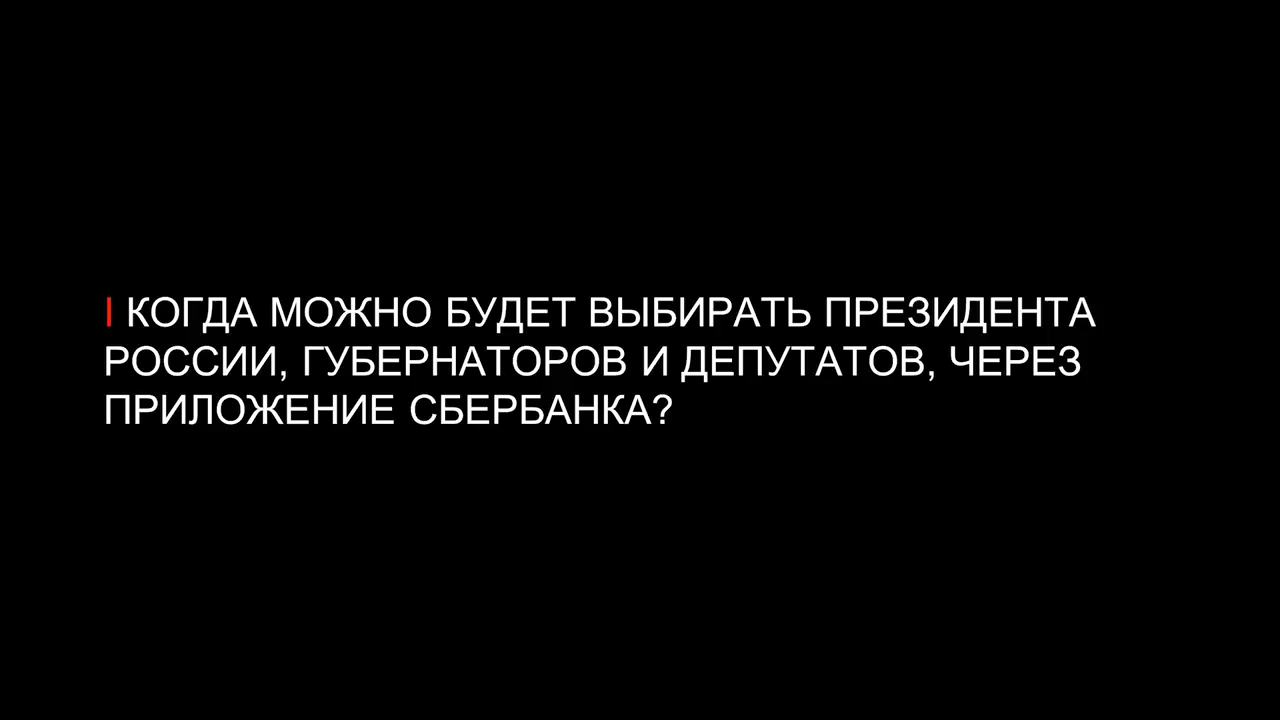 | КОГДА МОЖНО БУДЕТ ВЫБИРАТЬ ПРЕЗИДЕНТА
РОССИИ, ГУБЕРНАТОРОВ И ДЕПУТАТОВ, ЧЕРЕЗ
ПРИЛОЖЕНИЕ СБЕРБАНКА?